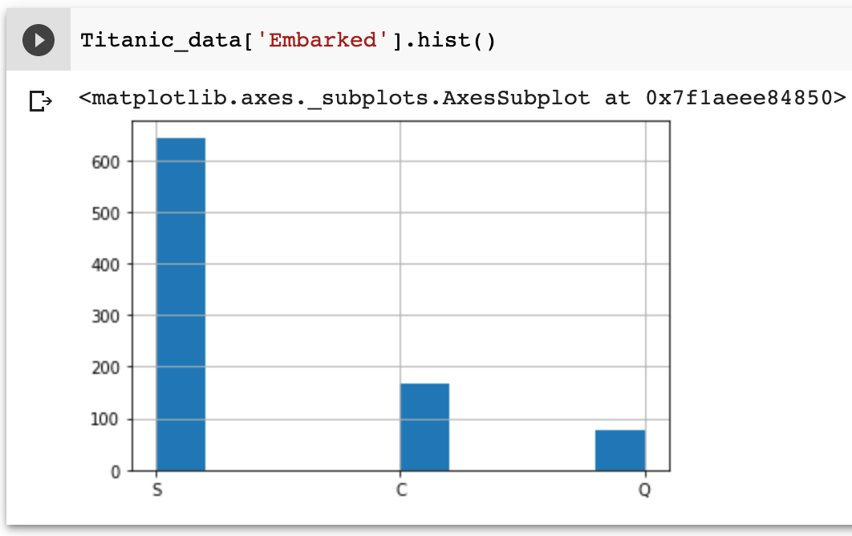 Titanic_data['Embarked'].hist()
<matplotlib.axes._subplots.AxesSubplot at 0x7f1aeee84850>
600
500
400
300
200
100
0
S C Q